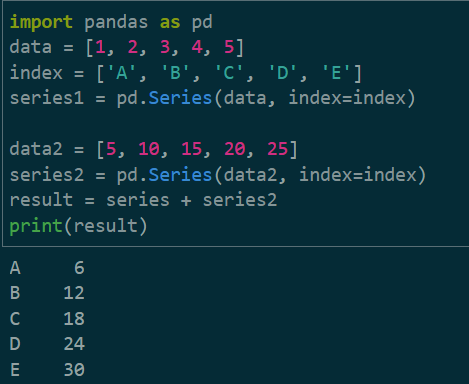 import pandas as pd
data = [1, 2, 3, 4, 5]
index = ['A', 'B', 'C', 'D', 'E']
series1 = pd.Series(data, index=index)

data2 = [5, 10, 15, 20, 25]
series2 = pd.Series(data2, index=index)
result = series + series2
print(result)
A     6
B    12
C    18
D    24
E    30